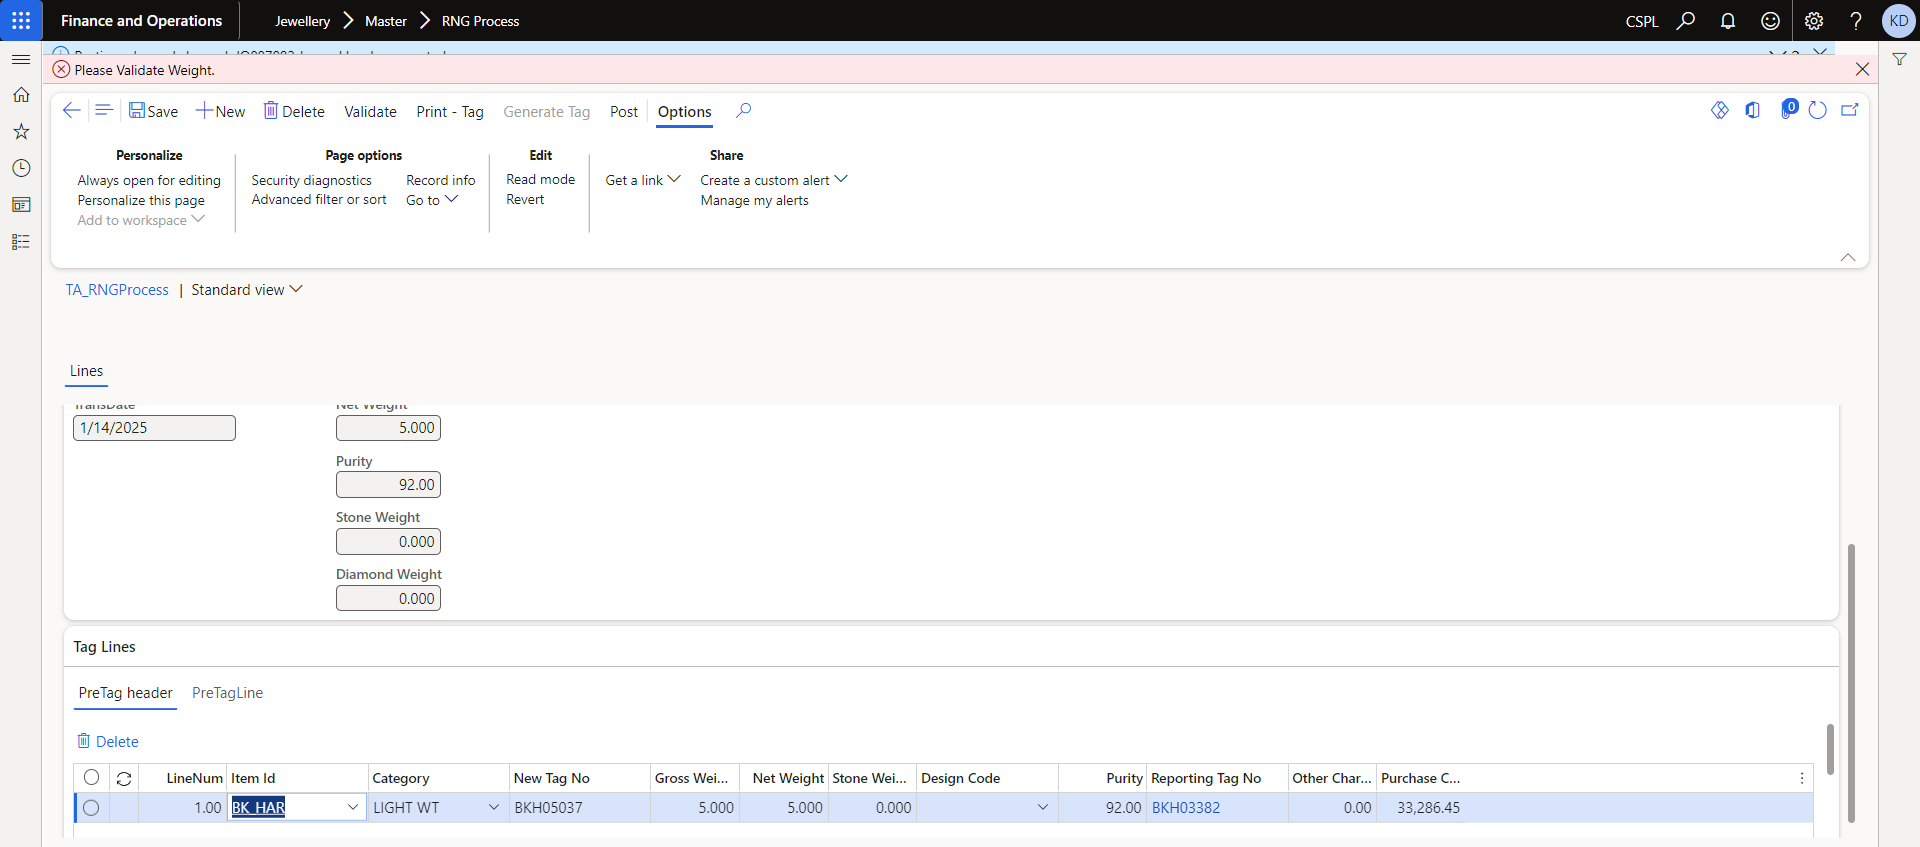 Finance and Operations
Jewellery
Master
RNG Process
CSPL
KD
Please Validate Weight.
Save
New
Delete
Validate
Print - Tag
Generate Tag
Post
Options
0
Personalize
Always open for editing
Personalize this page
Add to workspace
Page options
Security diagnostics
Advanced filter or sort
Record info
Go to
Edit
Read mode
Revert
Share
Get a link
Create a custom alert
Manage my alerts
TA_RNGProcess | Standard view
Lines
TransDate
1/14/2025
Net Weight
5.000
Purity
92.00
Stone Weight
0.000
Diamond Weight
0.000
Tag Lines
PreTag header PreTagLine
Delete
LineNum Item Id Category New Tag No Gross Wei... Net Weight Stone Wei... Design Code Purity Reporting Tag No Other Char... Purchase C...
1.00 BK_HAR LIGHT WT BKH05037 5.000 5.000 0.000 92.00 BKH03382 0.00 33,286.45